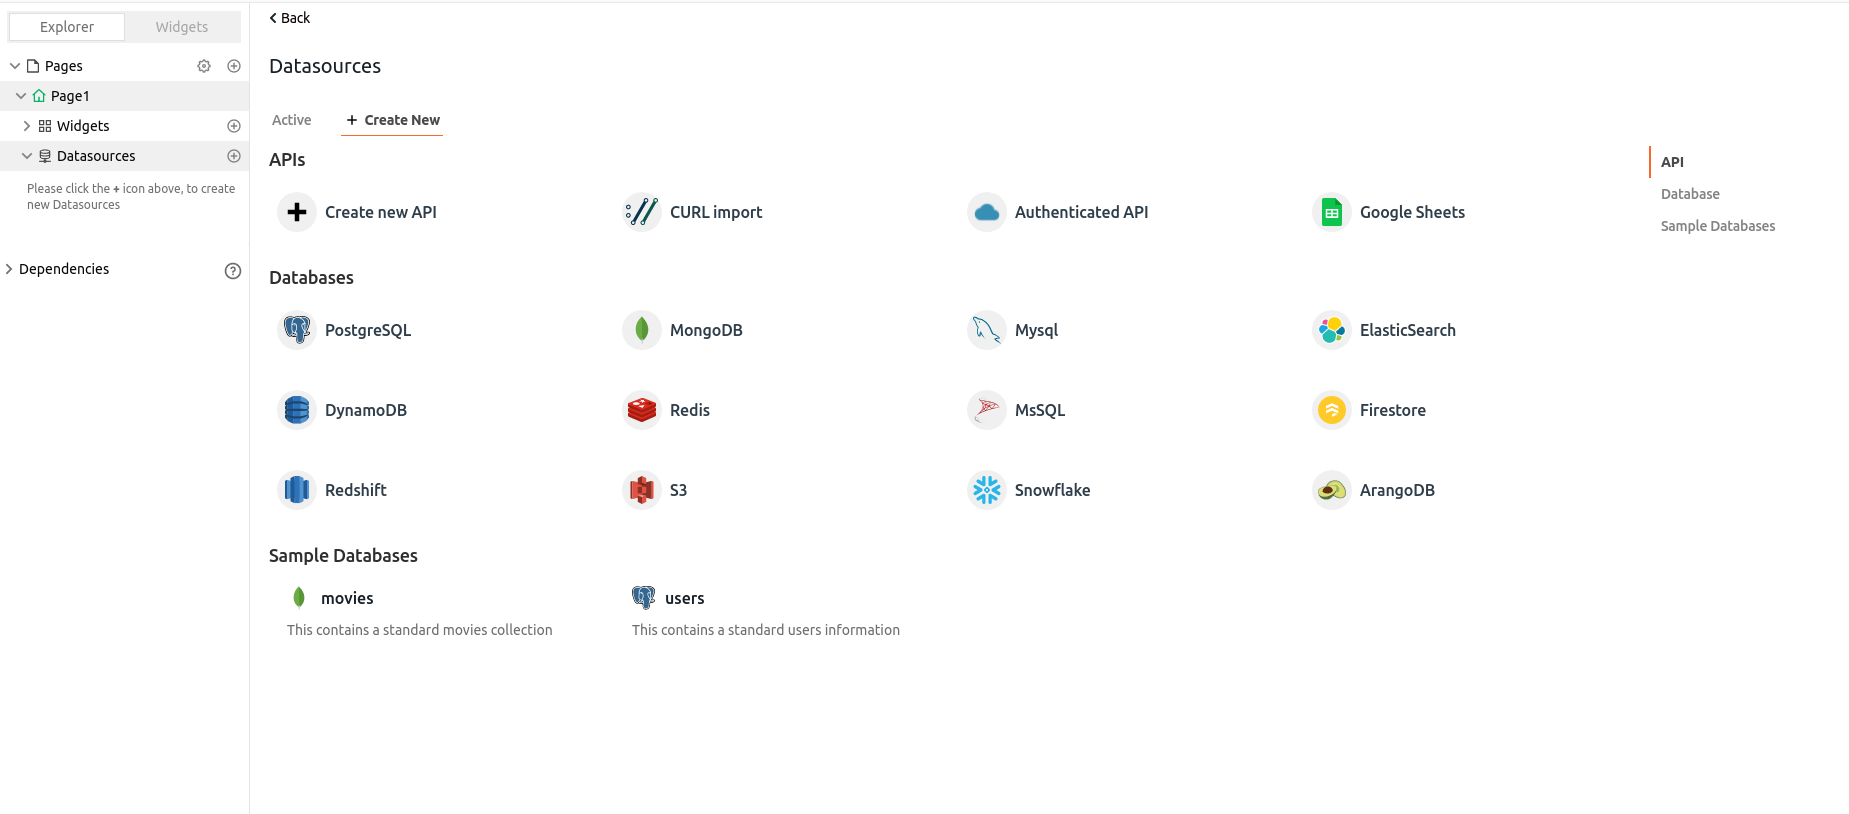 Explorer
Widgets
Pages
Page1
Widgets
Datasources
Please click the + icon above, to create
new Datasources
Dependencies
?
Back
Datasources
Active
+ Create New
APIs
Create new API
CURL import
Authenticated API
Google Sheets
Databases
PostgreSQL
MongoDB
Mysql
ElasticSearch
DynamoDB
Redis
MsSQL
Firestore
Redshift
S3
Snowflake
ArangoDB
Sample Databases
movies
This contains a standard movies collection
users
This contains a standard users information
API
Database
Sample Databases